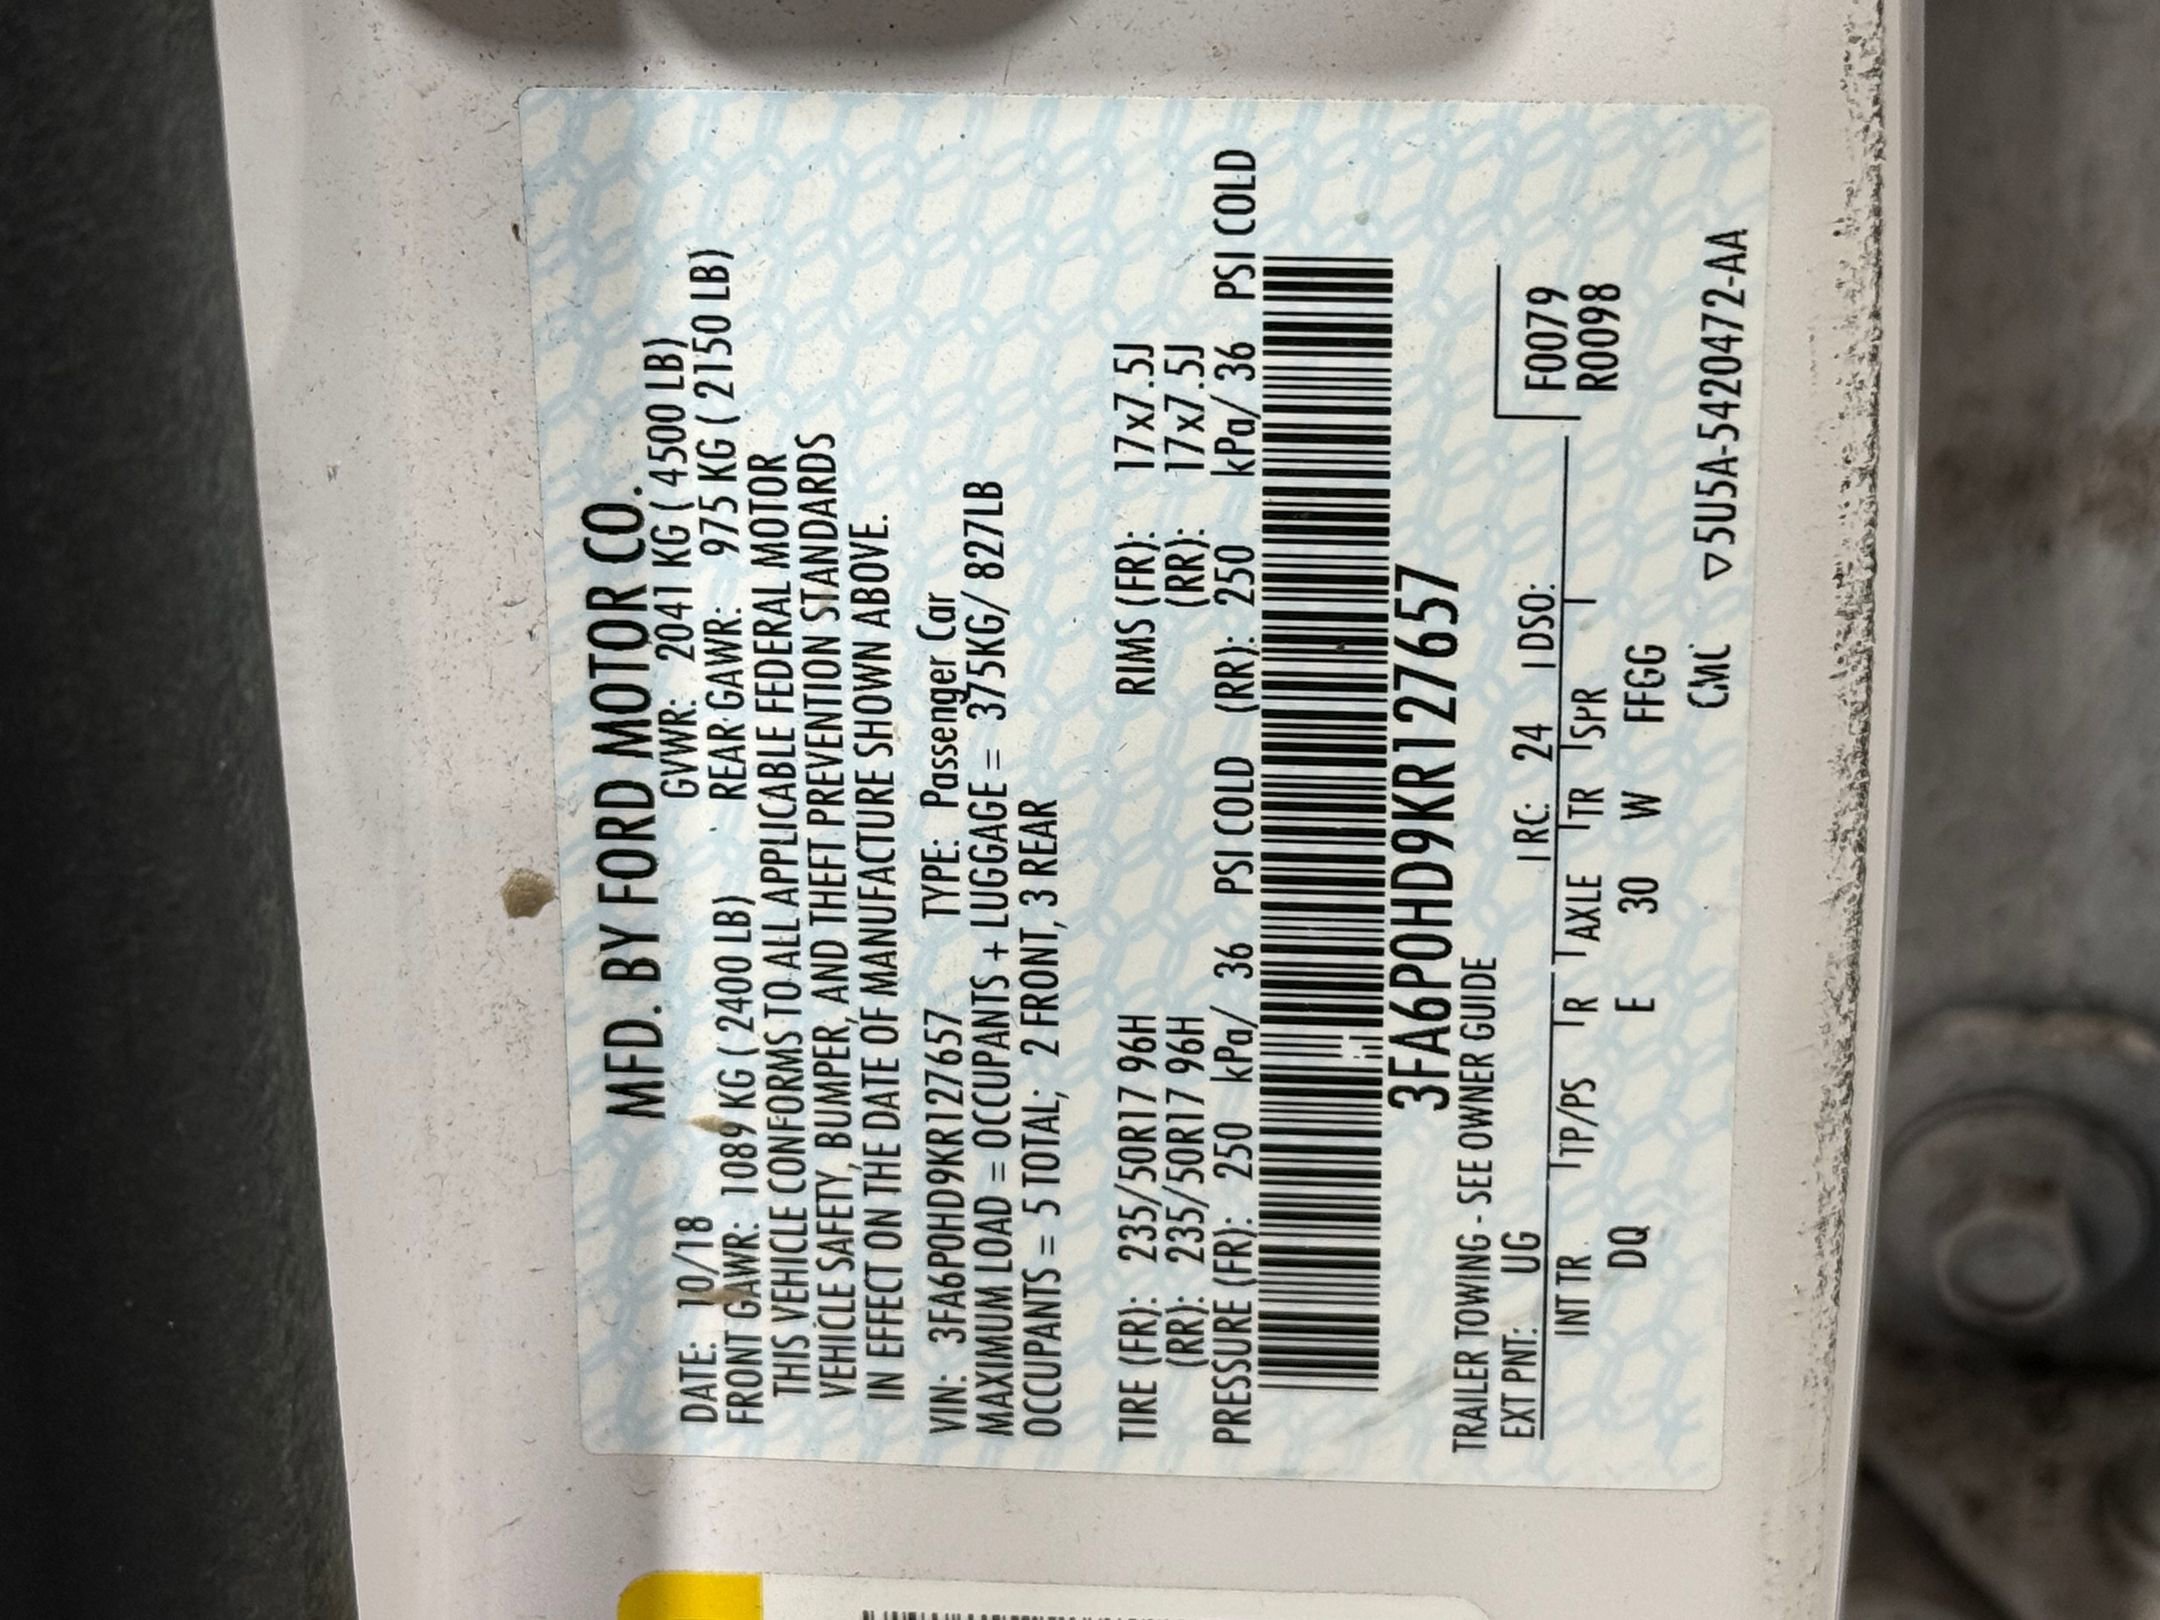 MFD. BY FORD MOTOR CO.
DATE: 10/18 GVWR: 2041 KG ( 4500 LB)
FRONT GAWR: 1089 KG ( 2400 LB) REAR GAWR: 975 KG ( 2150 LB)
THIS VEHICLE CONFORMS TO ALL APPLICABLE FEDERAL MOTOR
VEHICLE SAFETY, BUMPER, AND THEFT PREVENTION STANDARDS
IN EFFECT ON THE DATE OF MANUFACTURE SHOWN ABOVE.
VIN: 3FA6P0HD9KR127657 TYPE: Passenger Car
MAXIMUM LOAD = OCCUPANTS + LUGGAGE = 375KG/ 827LB
OCCUPANTS = 5 TOTAL; 2 FRONT, 3 REAR
TIRE (FR): 235/50R17 96H RIMS (FR): 17x7.5J
(RR): 235/50R17 96H (RR): 17x7.5J
PRESSURE (FR): 250 kPa/ 36 PSI COLD (RR): 250 kPa/ 36 PSI COLD
3FA6P0HD9KR127657
TRAILER TOWING - SEE OWNER GUIDE
EXT PNT: UG RC: 24 DSO:
F0079
INT TR TP/PS R AXLE TR SPR
R0098
DQ E 30 W FFGG
CMC ▽5U5A-5420472-AA